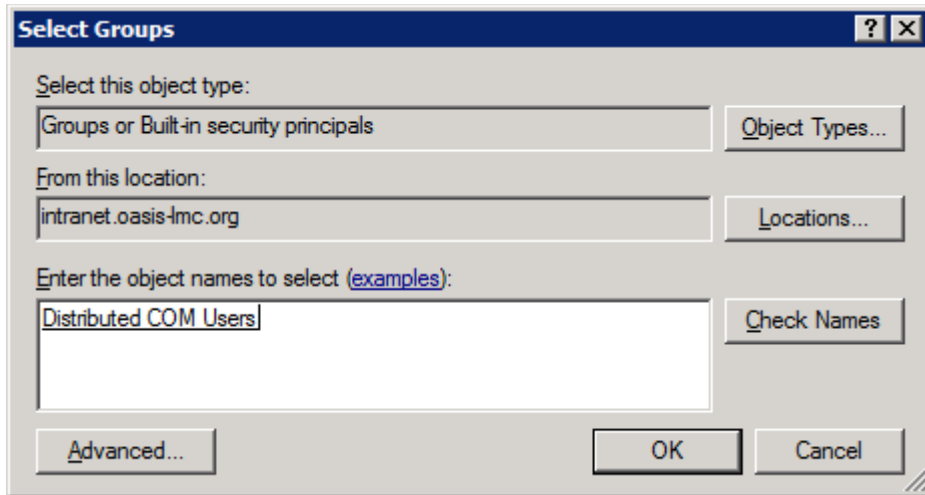 Select Groups
? X
Select this object type:
Groups or Built-in security principals
Object Types...
From this location:
intranet.oasis-lmc.org
Locations...
Enter the object names to select (examples):
Distributed COM Users
Check Names
Advanced...
OK
Cancel